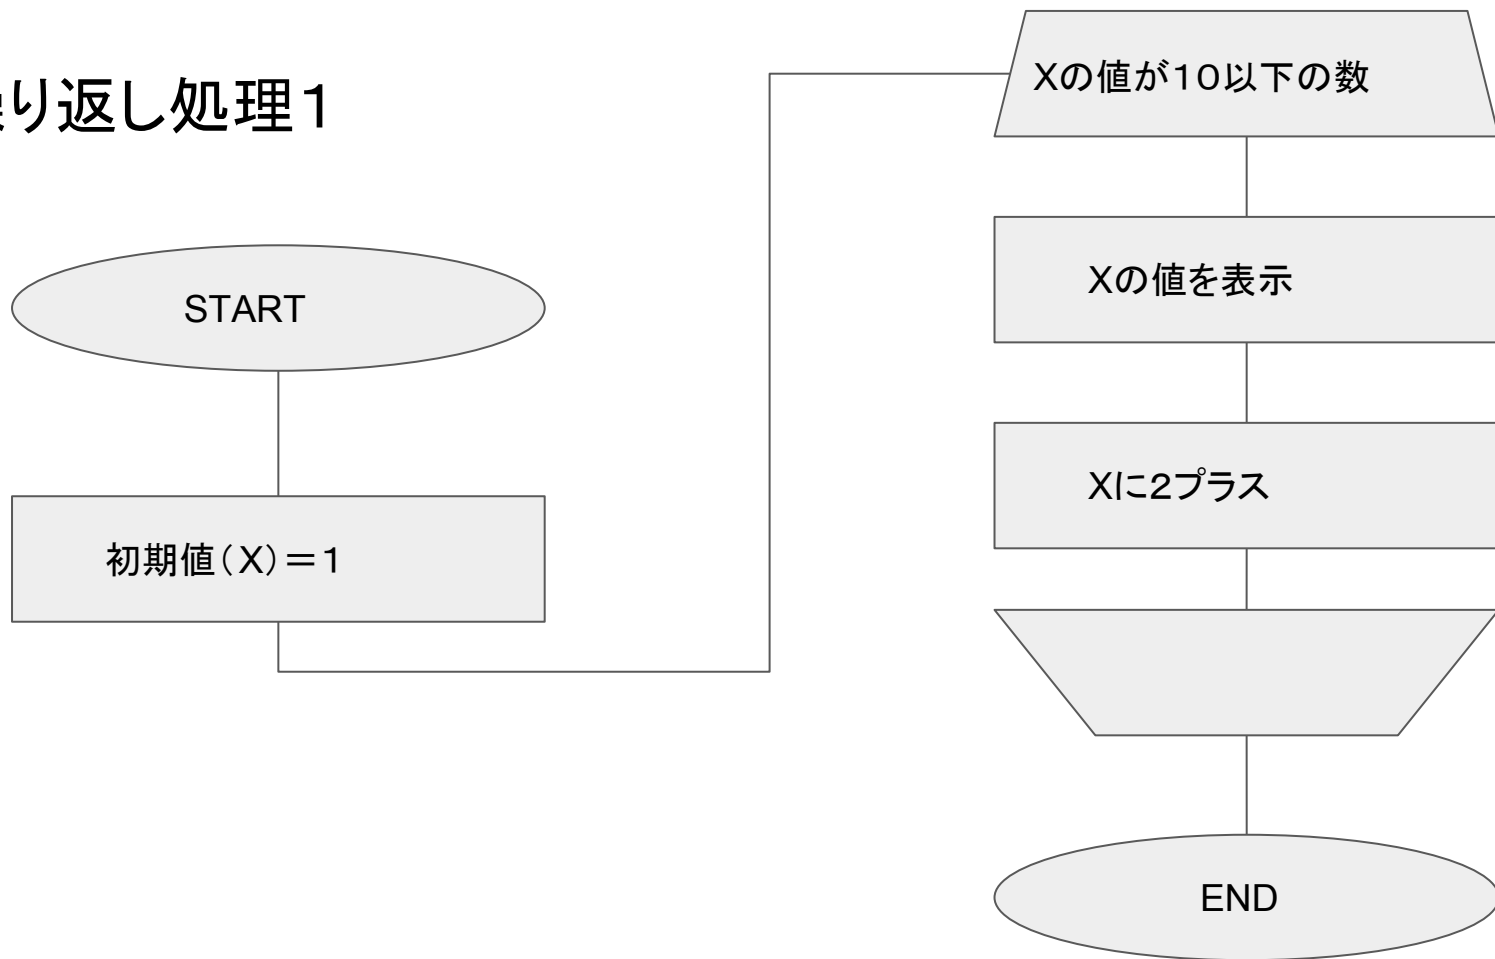 り返し処理1
START
初期値(X)=1
Xの値が10以下の数
Xの値を表示
Xに2プラス
END